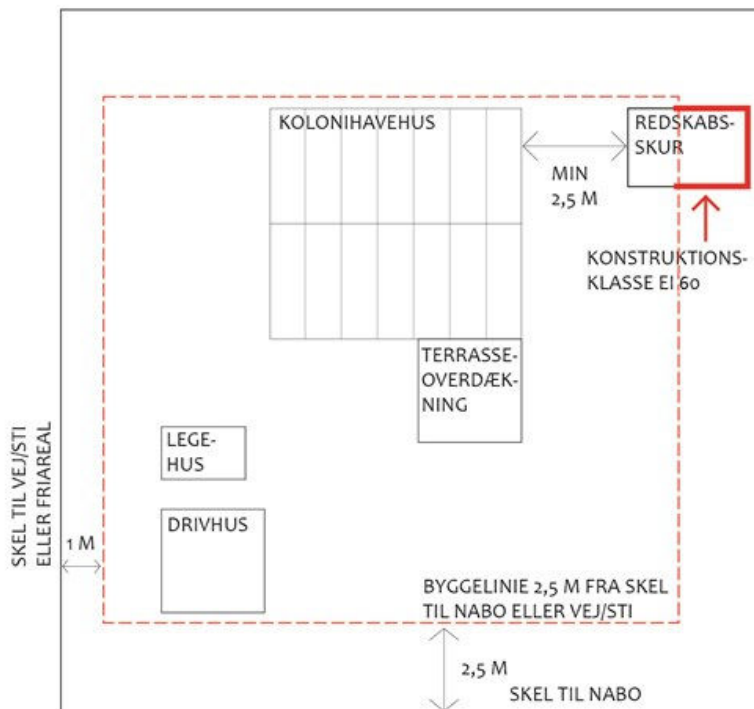 KOLONIHAVEHUS
REDSKABS-
SKUR
MIN
2,5 M
KONSTRUKTIONS-
KLASSE EI 60
TERRASSE-
OVERDÆK-
NING
LEGE-
HUS
DRIVHUS
SKEL TIL VEJ/STI
ELLER FRIAREAL
1 M
BYGGELINIE 2,5 M FRA SKEL
TIL NABO ELLER VEJ/STI
2,5 M
SKEL TIL NABO